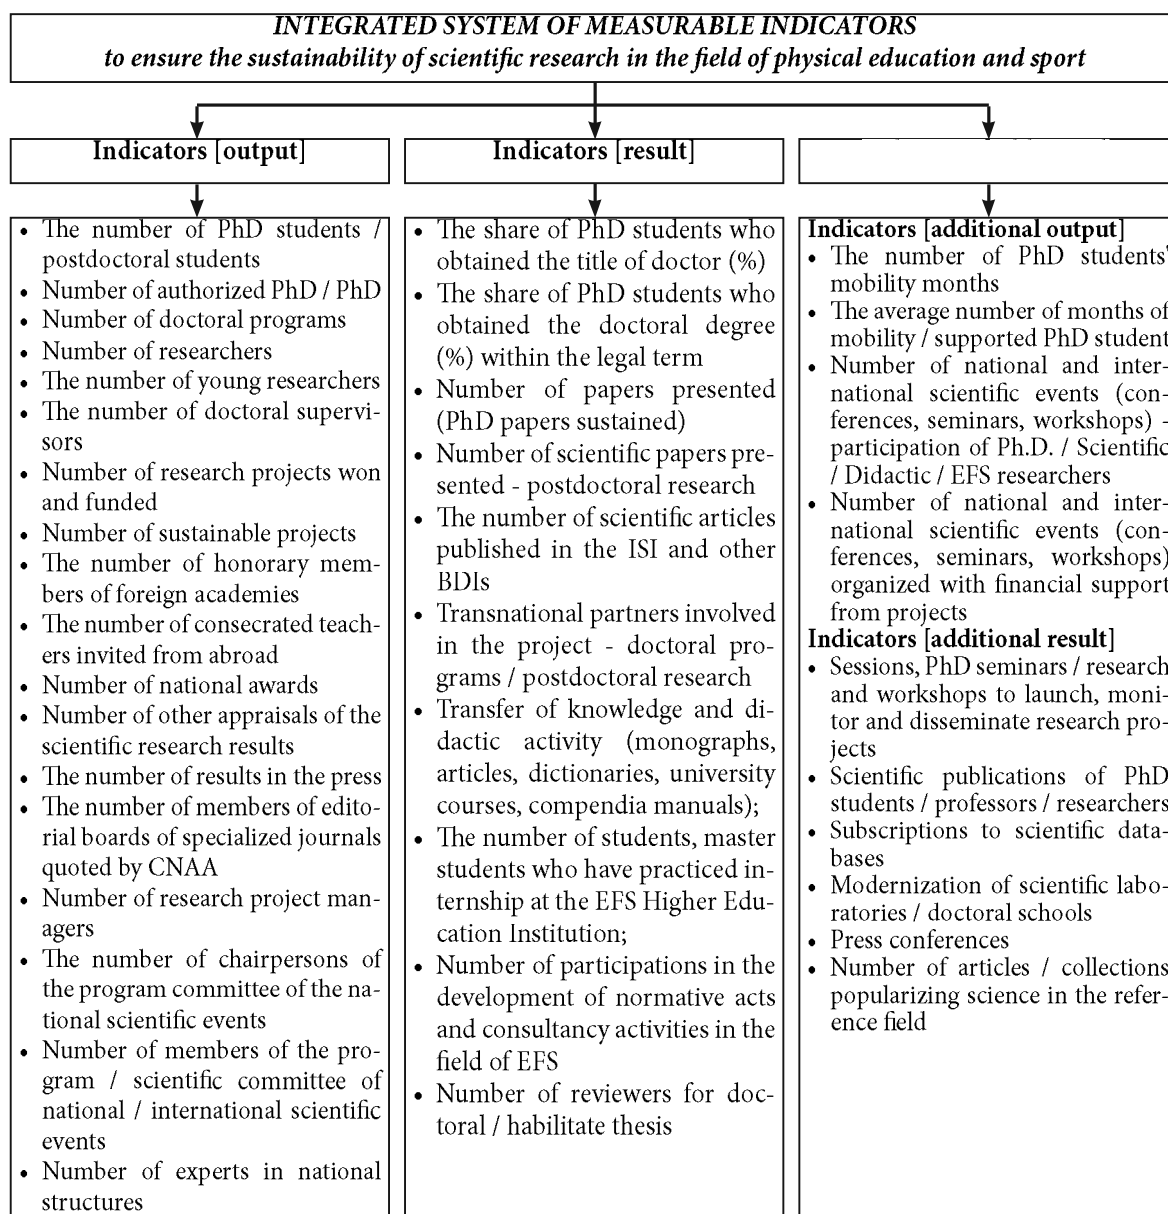 INTEGRATED SYSTEM OF MEASURABLE INDICATORS
to ensure the sustainability of scientific research in the field of physical education and sport
Indicators [output]
• The number of PhD students /
postdoctoral students
• Number of authorized PhD / PhD
• Number of doctoral programs
• Number of researchers
• The number of young researchers
• The number of doctoral supervi-
sors
• Number of research projects won
and funded
• Number of sustainable projects
• The number of honorary mem-
bers of foreign academies
• The number of consecrated teach-
ers invited from abroad
• Number of national awards
• Number of other appraisals of the
scientific research results
• The number of results in the press
• The number of members of edito-
rial boards of specialized journals
quoted by CNAA
• Number of research project man-
agers
• The number of chairpersons of
the program committee of the na-
tional scientific events
• Number of members of the pro-
gram / scientific committee of
national / international scientific
events
• Number of experts in national
structures
Indicators [result]
• The share of PhD students who
obtained the title of doctor (%)
• The share of PhD students who
obtained the doctoral degree
(%) within the legal term
• Number of papers presented
(PhD papers sustained)
• Number of scientific papers pre-
sented - postdoctoral research
• The number of scientific articles
published in the ISI and other
BDIs
• Transnational partners involved
in the project - doctoral pro-
grams / postdoctoral research
• Transfer of knowledge and di-
dactic activity (monographs,
articles, dictionaries, university
courses, compendia manuals);
• The number of students, master
students who have practiced in-
ternship at the EFS Higher Edu-
cation Institution;
• Number of participations in the
development of normative acts
and consultancy activities in the
field of EFS
• Number of reviewers for doc-
toral / habilitate thesis
Indicators [additional output]
• The number of PhD students'
mobility months
• The average number of months of
mobility / supported PhD student
• Number of national and inter-
national scientific events (con-
ferences, seminars, workshops) -
participation of Ph.D. / Scientific
/ Didactic / EFS researchers
• Number of national and inter-
national scientific events (con-
ferences, seminars, workshops)
organized with financial support
from projects
Indicators [additional result]
• Sessions, PhD seminars / research
and workshops to launch, moni-
tor and disseminate research pro-
jects
• Scientific publications of PhD
students / professors / researchers
• Subscriptions to scientific data-
bases
• Modernization of scientific labo-
ratories / doctoral schools
• Press conferences
• Number of articles / collections
popularizing science in the refer-
ence field